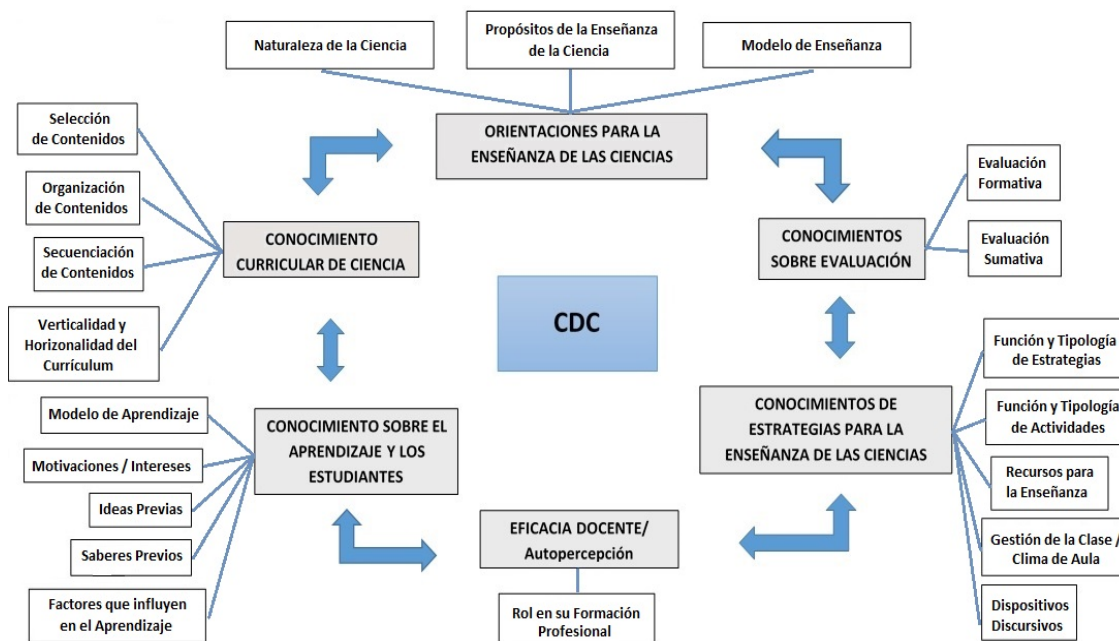 Naturaleza de la Ciencia
Propósitos de la Enseñanza
de la Ciencia
Modelo de Enseñanza
ORIENTACIONES PARA LA
ENSEÑANZA DE LAS CIENCIAS
Selección
de Contenidos
Organización
de Contenidos
Secuenciación
de Contenidos
Verticalidad y
Horizonalidad del
Currículum
CONOCIMIENTO
CURRICULAR DE CIENCIA
CONOCIMIENTOS
SOBRE EVALUACIÓN
Evaluación
Formativa
Evaluación
Sumativa
CDC
Modelo de Aprendizaje
Motivaciones / Intereses
Ideas Previas
Saberes Previos
Factores que influyen
en el Aprendizaje
CONOCIMIENTO SOBRE EL
APRENDIZAJE Y LOS
ESTUDIANTES
CONOCIMIENTOS DE
ESTRATEGIAS PARA LA
ENSEÑANZA DE LAS CIENCIAS
Función y Tipología
de Estrategias
Función y Tipología
de Actividades
Recursos para
la Enseñanza
Gestión de la Clase /
Clima de Aula
Dispositivos
Discursivos
EFICACIA DOCENTE/
Autopercepción
Rol en su Formación
Profesional